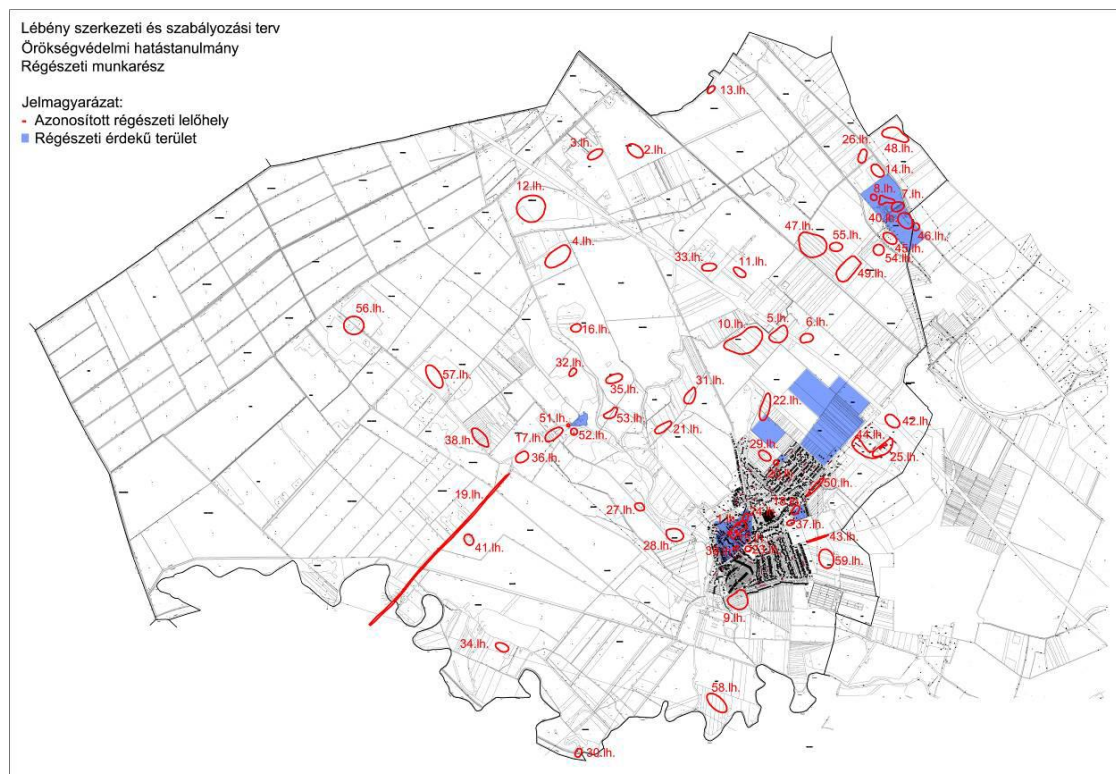 Lébény szerkezeti és szabályozási terv
Örökségvédelmi hatástanulmány
Régészeti munkarész
Jelmagyarázat:
Azonosított régészeti lelőhely
Régészeti érdekű terület
13.lh.
26.lh.
48.lh.
3.lh.
2.lh.
14.lh.
12.lh.
8.lh.
7.lh.
40.lh.
46.lh.
47.lh.
55.lh.
45.lh.
54.lh.
4.lh.
33.lh.
11.lh.
49.lh.
56.lh.
16.lh.
10.lh.
5.lh.
6.lh.
57.lh.
32.lh.
35.lh.
31.lh.
22.lh.
53.lh.
42.lh.
51.lh.
52.lh.
17.lh.
21.lh.
38.lh.
44.lh.
25.lh.
36.lh.
29.lh.
50.lh.
19.lh.
27.lh.
37.lh.
28.lh.
43.lh.
41.lh.
59.lh.
9.lh.
34.lh.
58.lh.
30.lh.